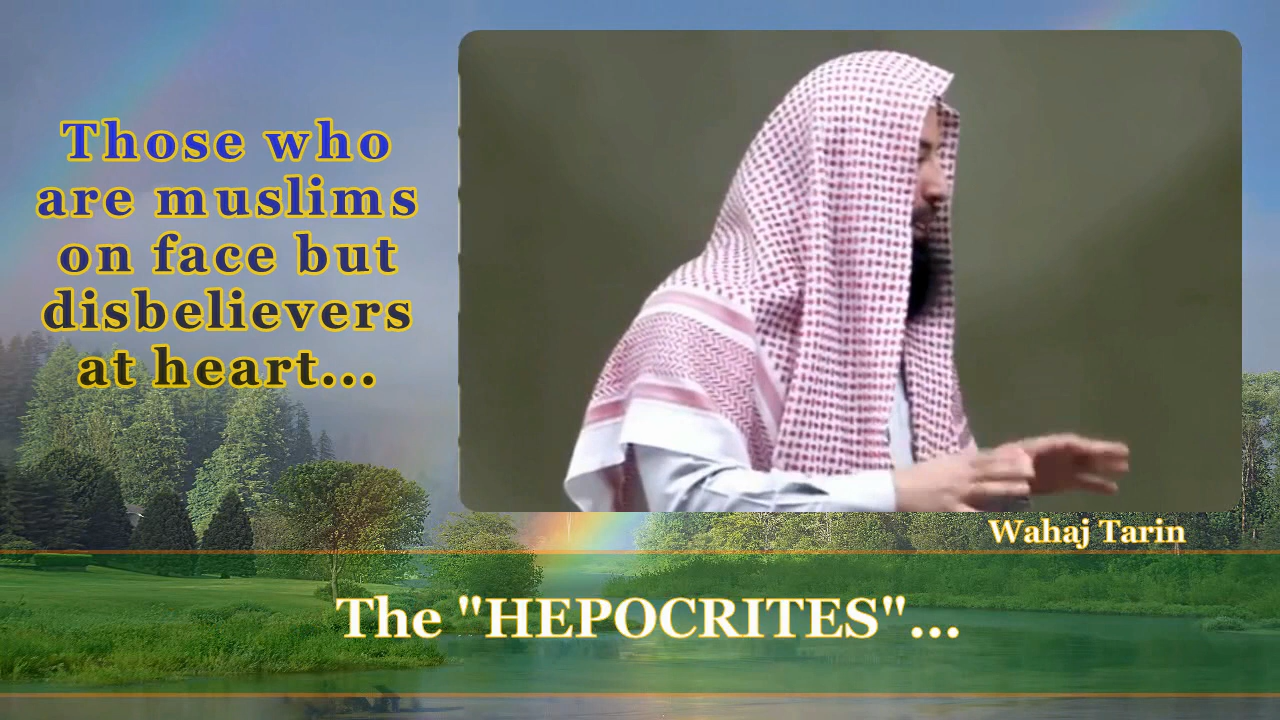 Those who
are muslims
on face but
disbelievers
at heart...
Wahaj Tarin
The "HEPOCRITES"...